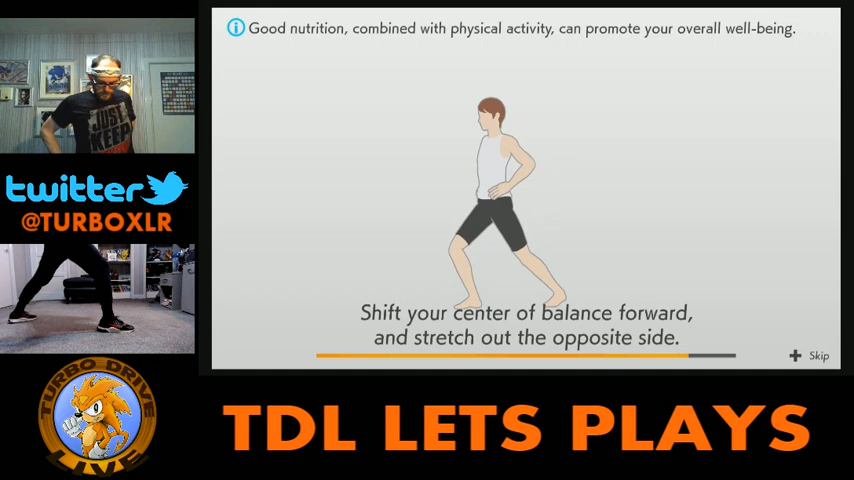 Good nutrition, combined with physical activity, can promote your overall well-being.
JUST
KEEP
twitter
@TURBOXLR
Shift your center of balance forward,
and stretch out the opposite side.
Skip
TURBO DRIVE
LIVE
TDL LETS PLAYS